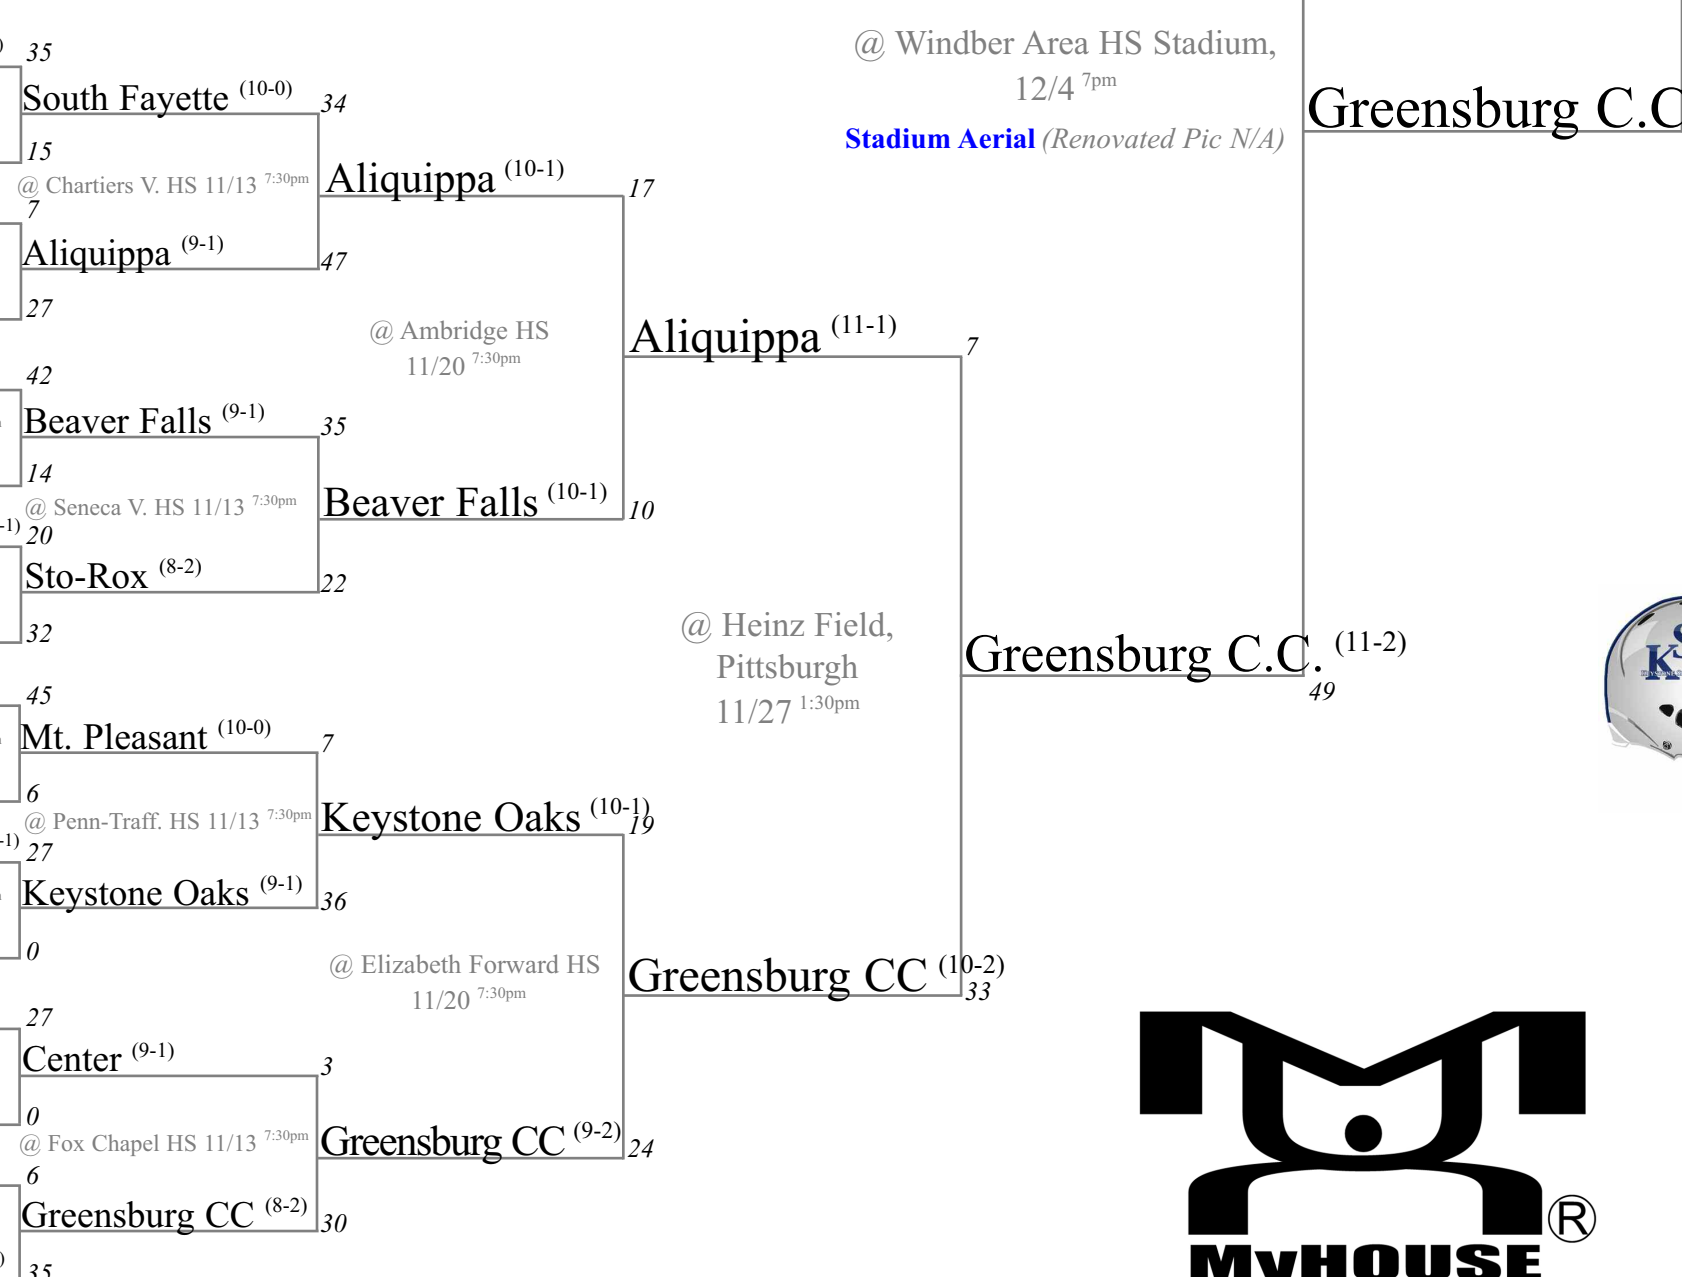 35
South Fayette (10-0)
34
15
@ Chartiers V. HS 11/13 7:30pm
7
Aliquippa (9-1)
47
27
Aliquippa (10-1)
17
@ Ambridge HS
11/20 7:30pm
42
Beaver Falls (9-1)
35
14
@ Seneca V. HS 11/13 7:30pm
-1) 20
Sto-Rox (8-2)
22
32
Beaver Falls (10-1)
10
Aliquippa (11-1)
7
@ Windber Area HS Stadium,
12/4 7pm
Stadium Aerial (Renovated Pic N/A)
Greensburg C.C
@ Heinz Field,
Pittsburgh
11/27 1:30pm
Greensburg C.C. (11-2)
49
45
Mt. Pleasant (10-0)
7
6
@ Penn-Traff. HS 11/13 7:30pm
-1) 27
Keystone Oaks (9-1)
36
0
Keystone Oaks (10-1)
19
@ Elizabeth Forward HS
11/20 7:30pm
Greensburg CC (10-2)
33
27
Center (9-1)
3
0
@ Fox Chapel HS 11/13 7:30pm
6
Greensburg CC (8-2)
30
35
Greensburg CC (9-2)
24
MyHOUSE
®